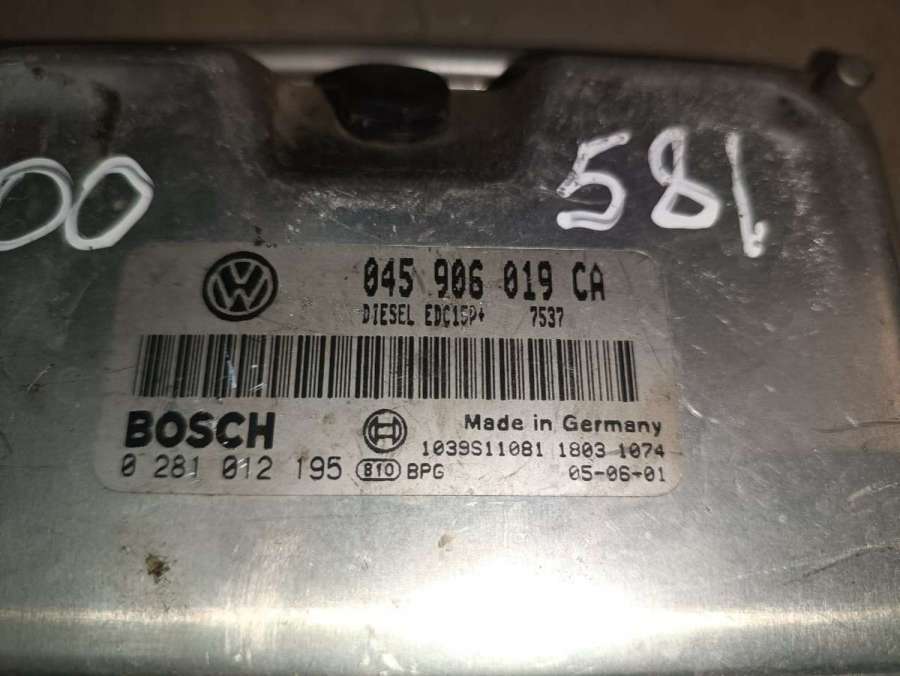 00
581
045 906 019 CA
DIESEL EDC15P+ 7537
BOSCH
Made in Germany
1039S11081 1803 1074
0 281 012 195 810 BPG 05-06-01